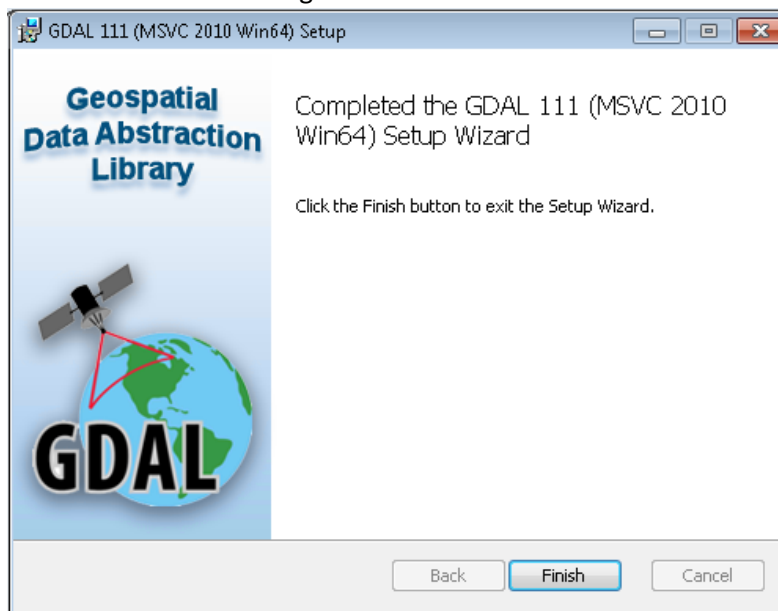 GDAL 111 (MSVC 2010 Win64) Setup
Geospatial
Data Abstraction
Library
Completed the GDAL 111 (MSVC 2010
Win64) Setup Wizard
Click the Finish button to exit the Setup Wizard.
GDAL
Back Finish Cancel